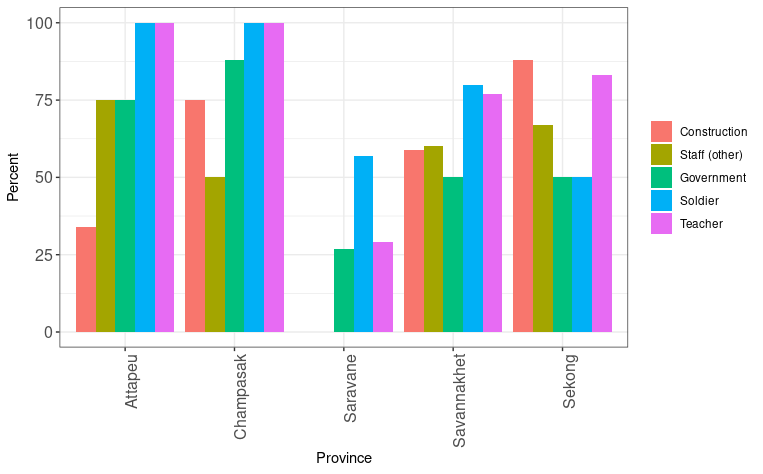 100
75
50
25
0
Percent
Attapeu
Champasak
Saravane
Savannakhet
Sekong
Province
Construction
Staff (other)
Government
Soldier
Teacher